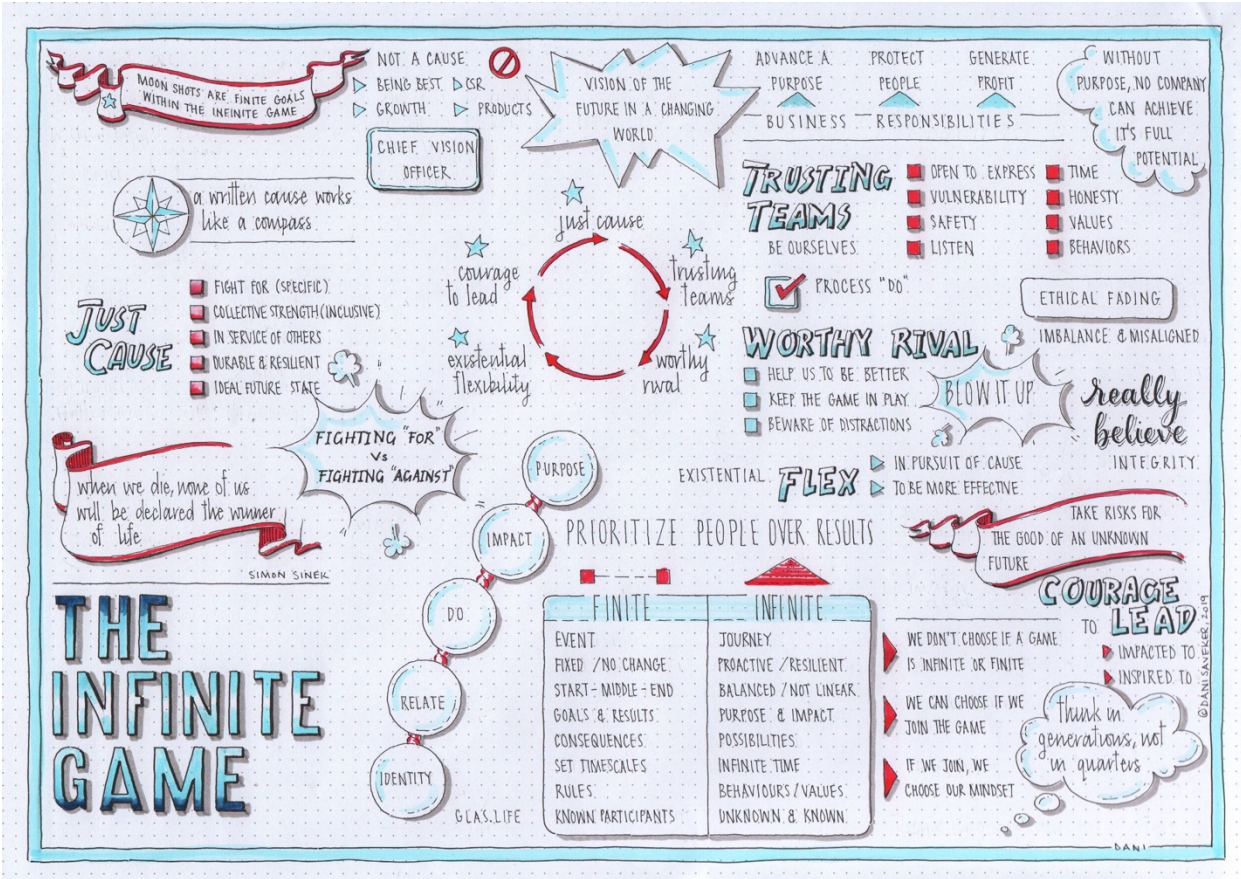 MOON SHOTS ARE FINITE GOALS
WITHIN THE INFINITE GAME
NOT A CAUSE
BEING BEST
CSR
GROWTH
PRODUCTS
CHIEF VISION
OFFICER
VISION OF THE
FUTURE IN A CHANGING
WORLD
ADVANCE A
PURPOSE
PROTECT
PEOPLE
GENERATE
PROFIT
BUSINESS RESPONSIBILITIES
WITHOUT
PURPOSE, NO COMPANY
CAN ACHIEVE
IT'S FULL
POTENTIAL
a written cause works
like a compass
JUST
CAUSE
FIGHT FOR (SPECIFIC)
COLLECTIVE STRENGTH (INCLUSIVE)
IN SERVICE OF OTHERS
DURABLE & RESILIENT
IDEAL FUTURE STATE
just cause
trusting
teams
worthy
rival
existential
flexibility
courage
to lead
TRUSTING
TEAMS
BE OURSELVES
OPEN TO EXPRESS
VULNERABILITY
SAFETY
LISTEN
TIME
HONESTY
VALUES
BEHAVIORS
PROCESS "DO"
ETHICAL FADING
IMBALANCE & MISALIGNED
WORTHY RIVAL
HELP US TO BE BETTER
KEEP THE GAME IN PLAY
BEWARE OF DISTRACTIONS
BLOW IT UP
really
believe
INTEGRITY
EXISTENTIAL FLEX
IN PURSUIT OF CAUSE
TO BE MORE EFFECTIVE
FIGHTING "FOR"
VS
FIGHTING "AGAINST"
when we die, none of us
will be declared the winner
of life
SIMON SINEK
THE
INFINITE
GAME
PURPOSE
IMPACT
DO
RELATE
IDENTITY
GLAS.LIFE
PRIORITIZE PEOPLE OVER RESULTS
FINITE
EVENT
FIXED / NO CHANGE
START - MIDDLE - END
GOALS & RESULTS
CONSEQUENCES
SET TIMESCALES
RULES
KNOWN PARTICIPANTS
INFINITE
JOURNEY
PROACTIVE / RESILIENT
BALANCED / NOT LINEAR
PURPOSE & IMPACT
POSSIBILITIES
INFINITE TIME
BEHAVIOURS / VALUES
UNKNOWN & KNOWN
TAKE RISKS FOR
THE GOOD OF AN UNKNOWN
FUTURE
COURAGE
TO LEAD
IMPACTED TO
INSPIRED TO
WE DON'T CHOOSE IF A GAME
IS INFINITE OR FINITE
WE CAN CHOOSE IF WE
JOIN THE GAME
IF WE JOIN, WE
CHOOSE OUR MINDSET
think in
generations, not
in quarters
©DANI SAVEKER, 2019
DANI